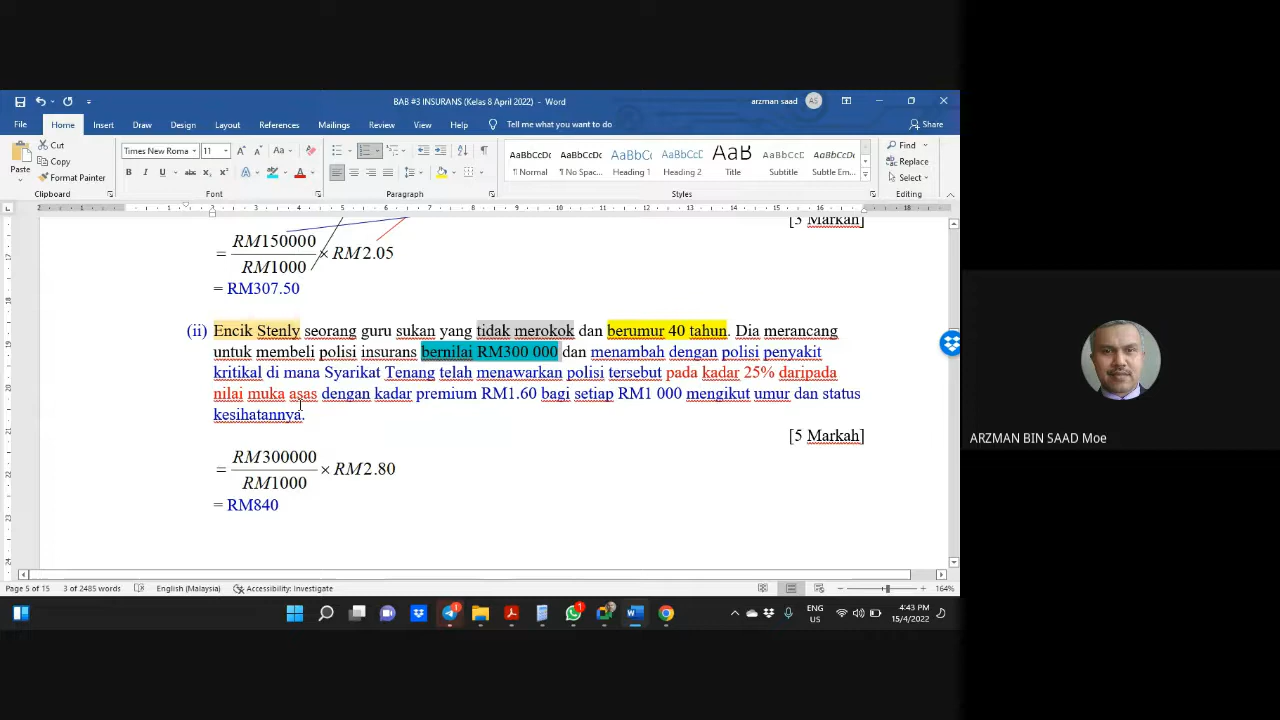 BAB #3 INSURANS (Kelas 8 April 2022) - Word
arzman saad AS
File Home Insert Draw Design Layout References Mailings Review View Help Tell me what you want to do Share
Paste Cut Copy Format Painter
Clipboard
Times New Roma 11
Font
Paragraph
AaBbCcDc AaBbCcDc AaBbCc AaBbCcD AaB AaBbCcD AaBbCcDc
¶ Normal ¶ No Spac... Heading 1 Heading 2 Title Subtitle Subtle Em...
Styles
Find
Replace
Select
Editing
[3 Markah]
= RM150000 / RM1000 × RM2.05
= RM307.50
(ii) Encik Stenly seorang guru sukan yang tidak merokok dan berumur 40 tahun. Dia merancang
untuk membeli polisi insurans bernilai RM300 000 dan menambah dengan polisi penyakit
kritikal di mana Syarikat Tenang telah menawarkan polisi tersebut pada kadar 25% daripada
nilai muka asas dengan kadar premium RM1.60 bagi setiap RM1 000 mengikut umur dan status
kesihatannya.
[5 Markah]
= RM300000 / RM1000 × RM2.80
= RM840
ARZMAN BIN SAAD Moe
Page 5 of 15 3 of 2485 words English (Malaysia) Accessibility: Investigate 164%
ENG US 4:43 PM 15/4/2022